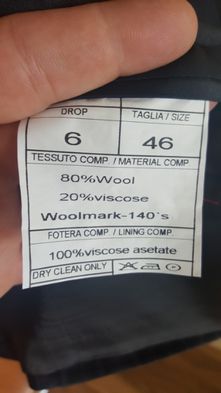 DROP TAGLIA / SIZE
6 46
TESSUTO COMP. / MATERIAL COMP
80%Wool
20%viscose
Woolmark-140`s
FOTERA COMP / LINING COMP.
100%viscose asetate
DRY CLEAN ONLY